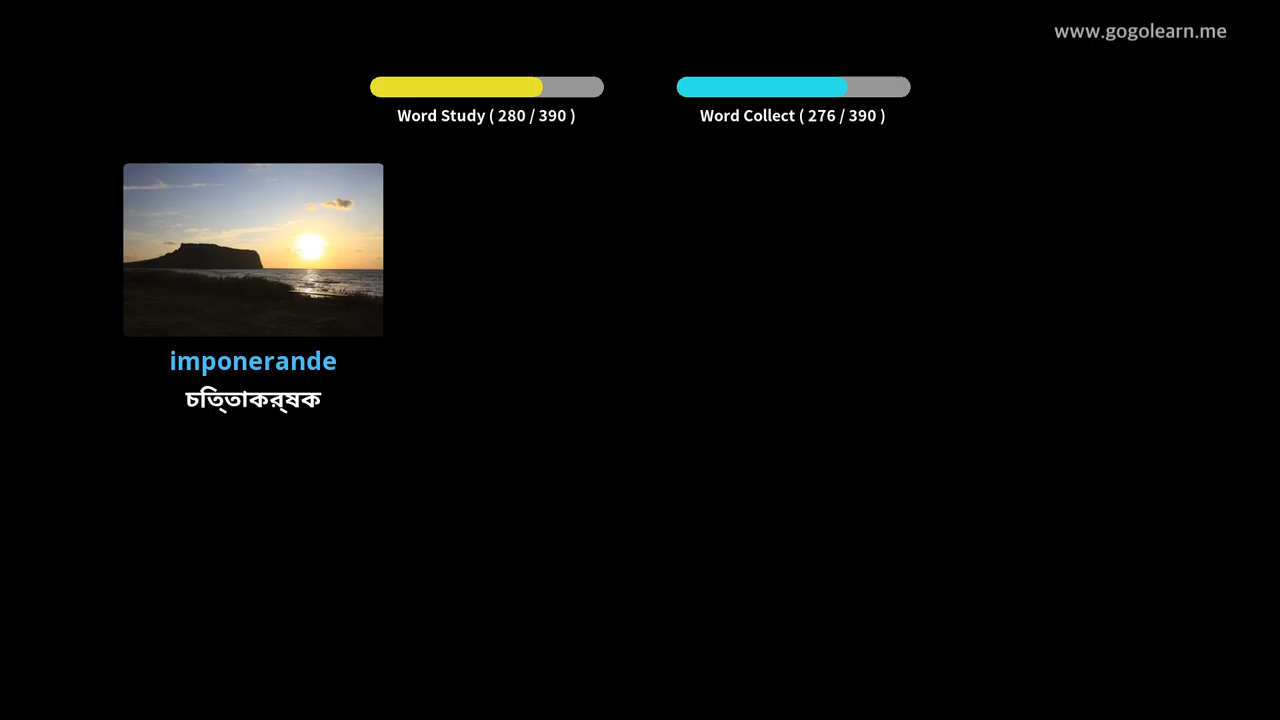 www.gogolearn.me
Word Study ( 280 / 390 )
Word Collect ( 276 / 390 )
imponerande
চিত্তাকর্ষক